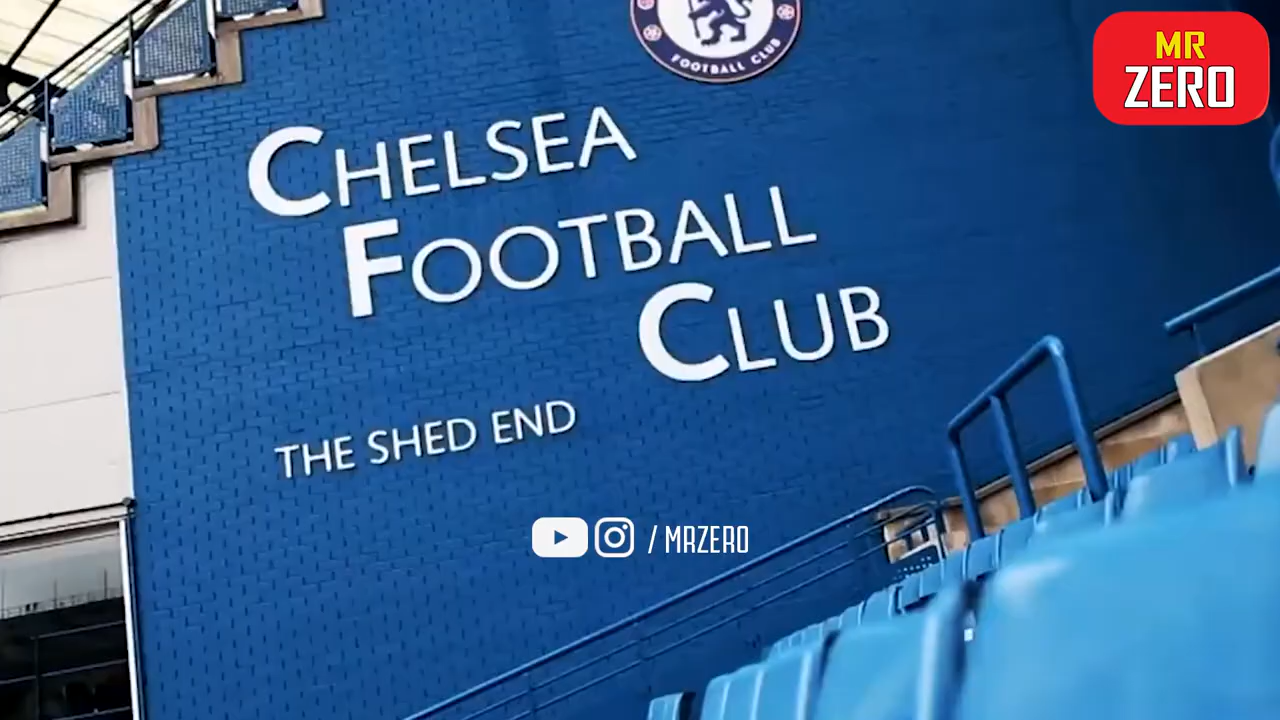 FOOTBALL CLUB
MR
ZERO
CHELSEA
FOOTBALL
CLUB
THE SHED END
/ MRZERO